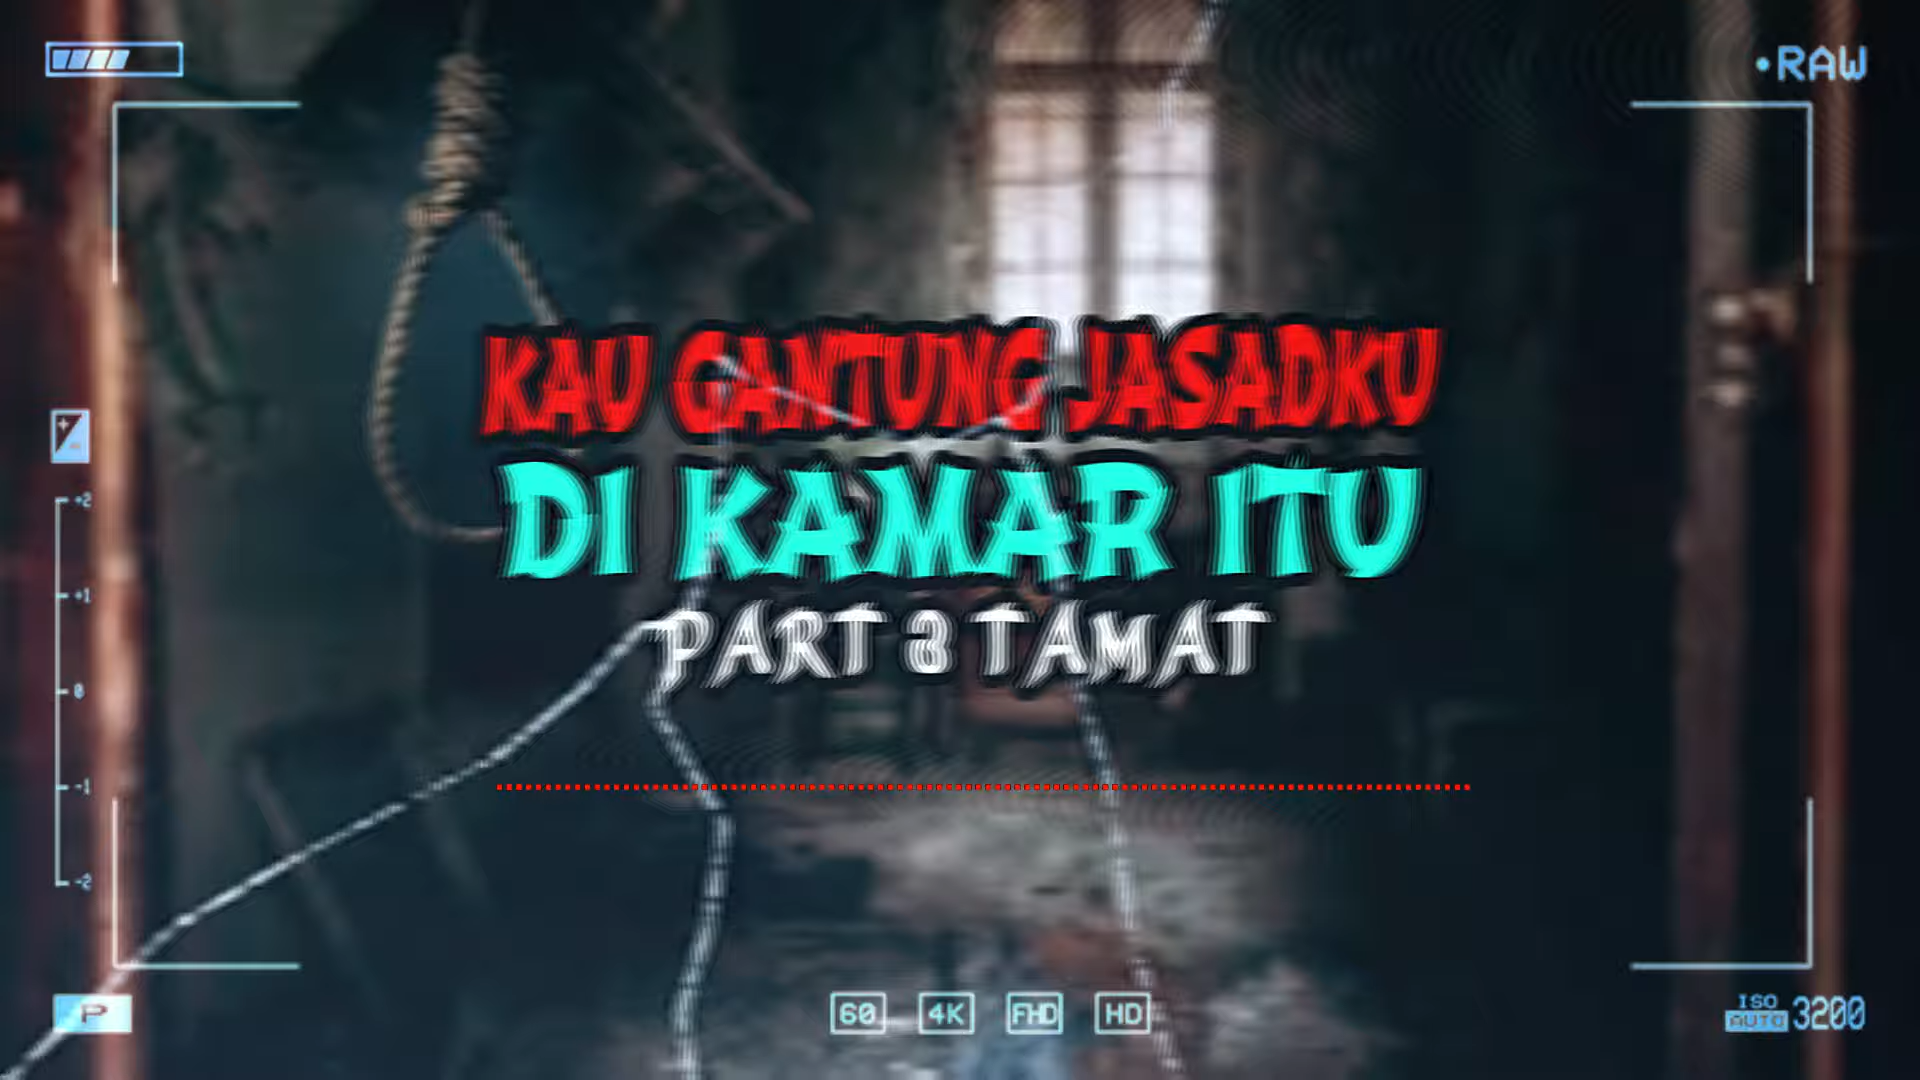 •RAW
KAU GANTUNG JASADKU
DI KAMAR ITU
PART 3 TAMAT
+2
+1
0
-1
-2
P
60 4K FHD HD
ISO
AUTO 3200